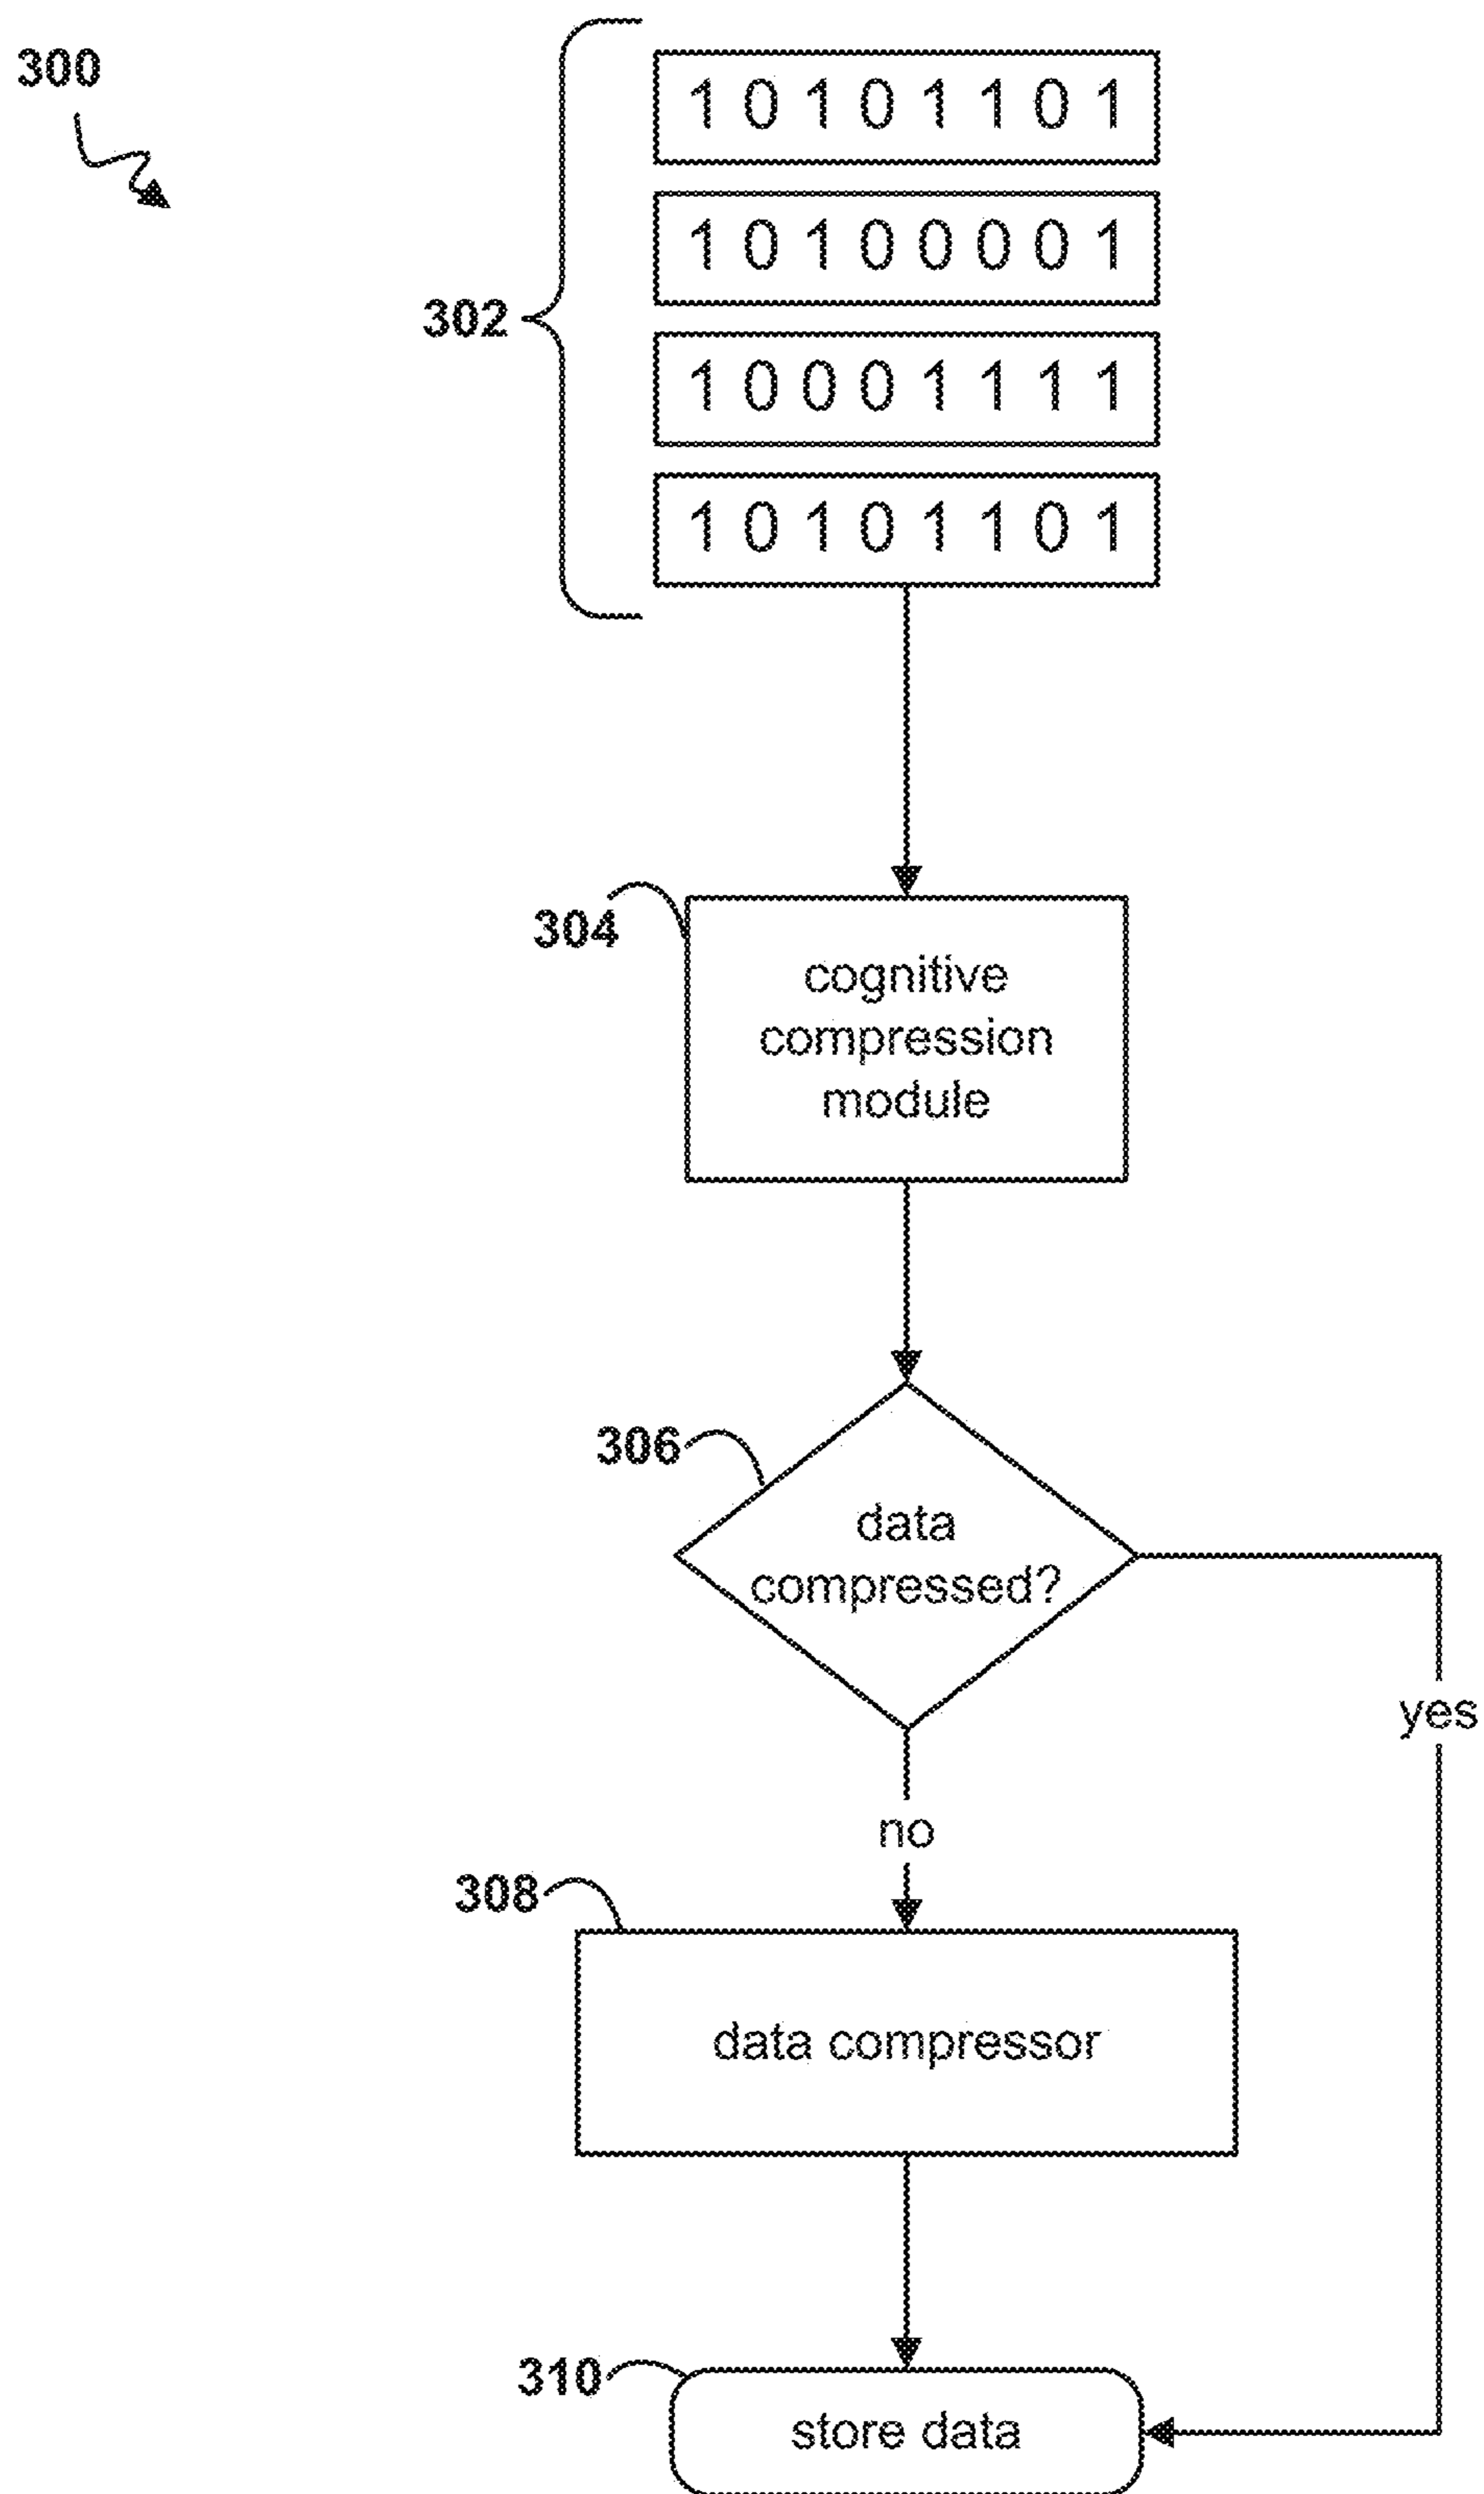 300
1 0 1 0 1 1 0 1
1 0 1 0 0 0 0 1
302
1 0 0 0 1 1 1 1
1 0 1 0 1 1 0 1
304
cognitive
compression
module
306
data
compressed?
yes
no
308
data compressor
310
store data